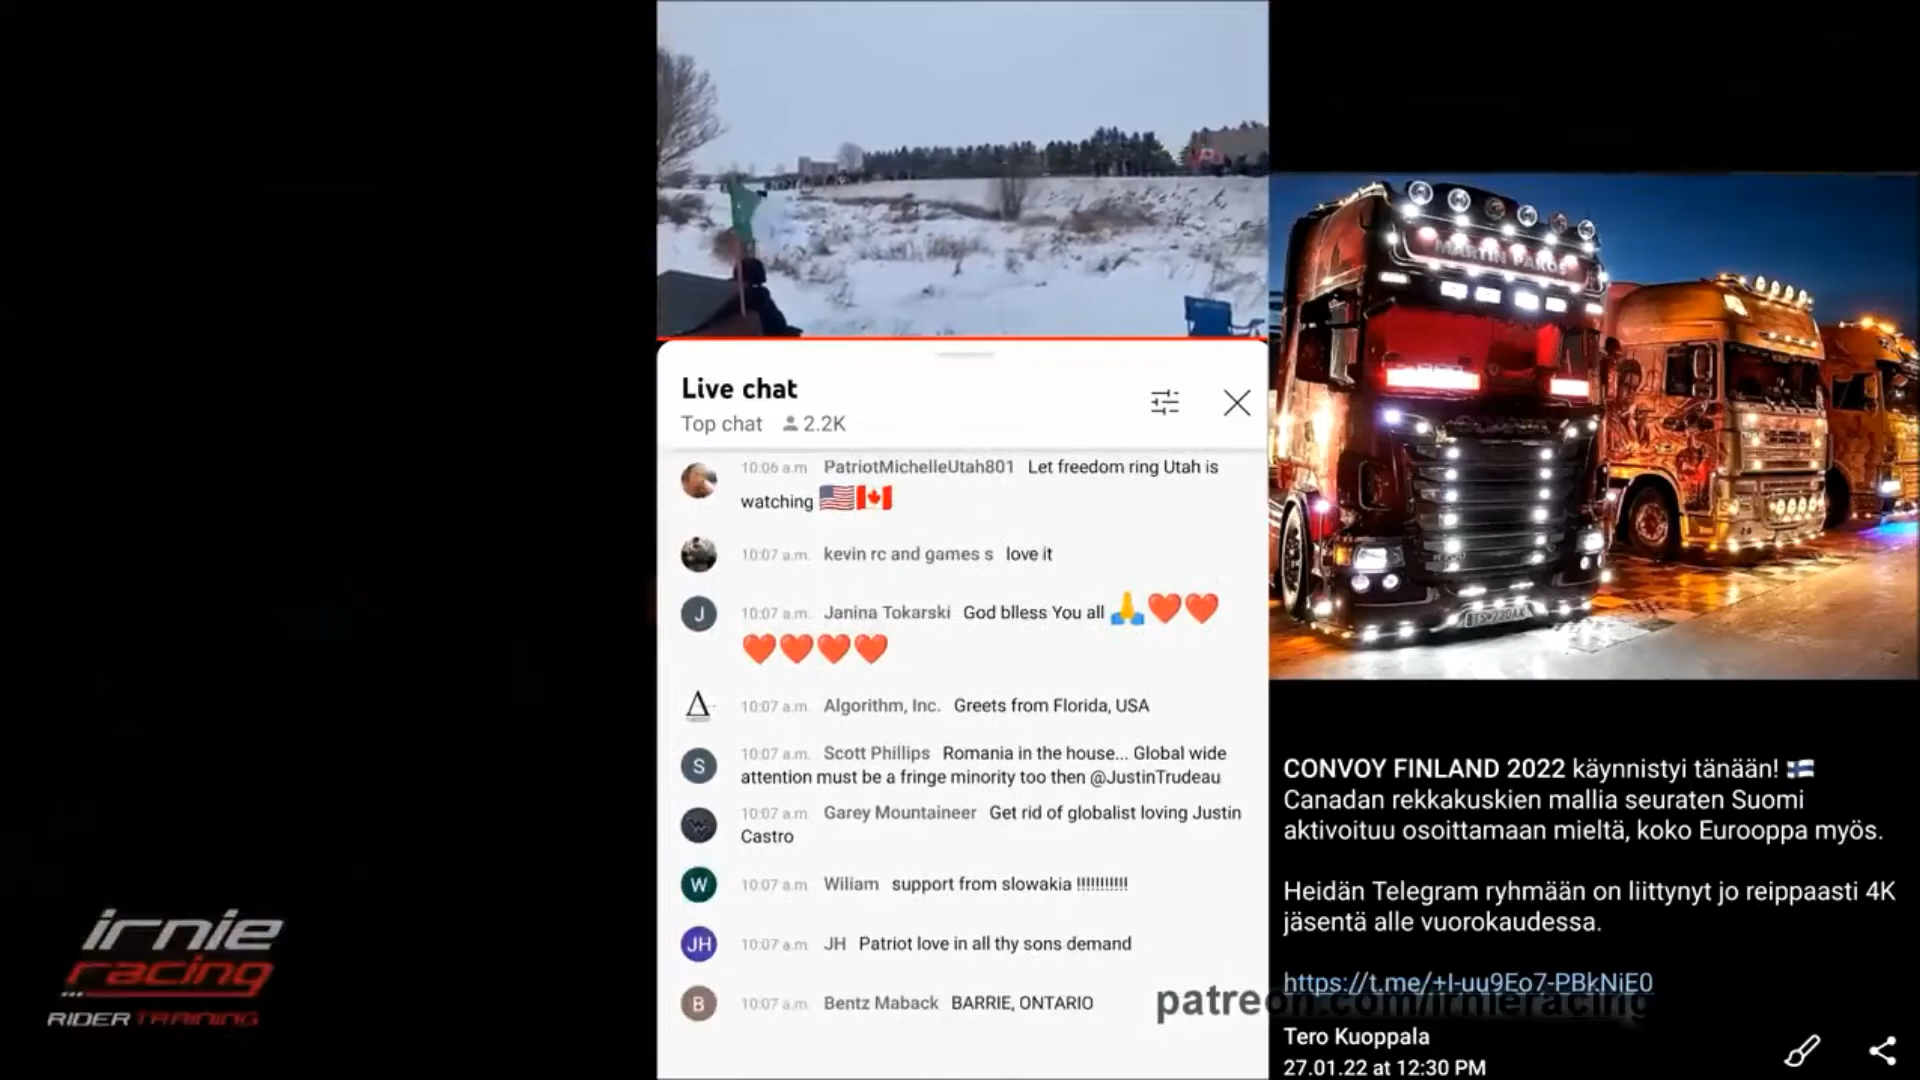 Live chat
Top chat 2.2K
10:06 a.m. PatriotMichelleUtah801 Let freedom ring Utah is
watching
10:07 a.m. kevin rc and games s love it
J
10:07 a.m. Janina Tokarski God blless You all
10:07 a.m. Algorithm, Inc. Greets from Florida, USA
S
10:07 a.m. Scott Phillips Romania in the house... Global wide
attention must be a fringe minority too then @JustinTrudeau
10:07 a.m. Garey Mountaineer Get rid of globalist loving Justin
Castro
W
10:07 a.m. Wiliam support from slowakia !!!!!!!!!!!
JH
10:07 a.m. JH Patriot love in all thy sons demand
B
10:07 a.m. Bentz Maback BARRIE, ONTARIO
MARTIN PAKOS
CONVOY FINLAND 2022 käynnistyi tänään!
Canadan rekkakuskien mallia seuraten Suomi
aktivoituu osoittamaan mieltä, koko Eurooppa myös.
Heidän Telegram ryhmään on liittynyt jo reippaasti 4K
jäsentä alle vuorokaudessa.
https://t.me/+I-uu9Eo7-PBkNiE0
patreon.com/irnieracing
Tero Kuoppala
27.01.22 at 12:30 PM
irnie
racing
RIDER TRAINING